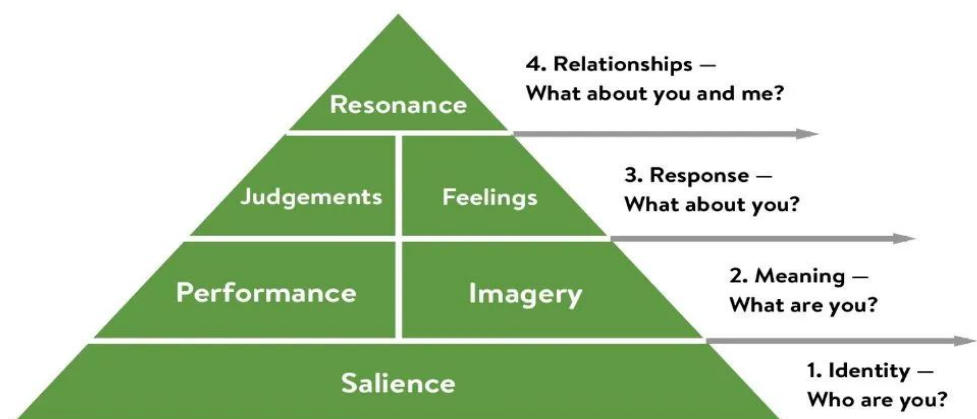 Resonance
4. Relationships —
What about you and me?
Judgements
Feelings
3. Response —
What about you?
Performance
Imagery
2. Meaning —
What are you?
Salience
1. Identity —
Who are you?